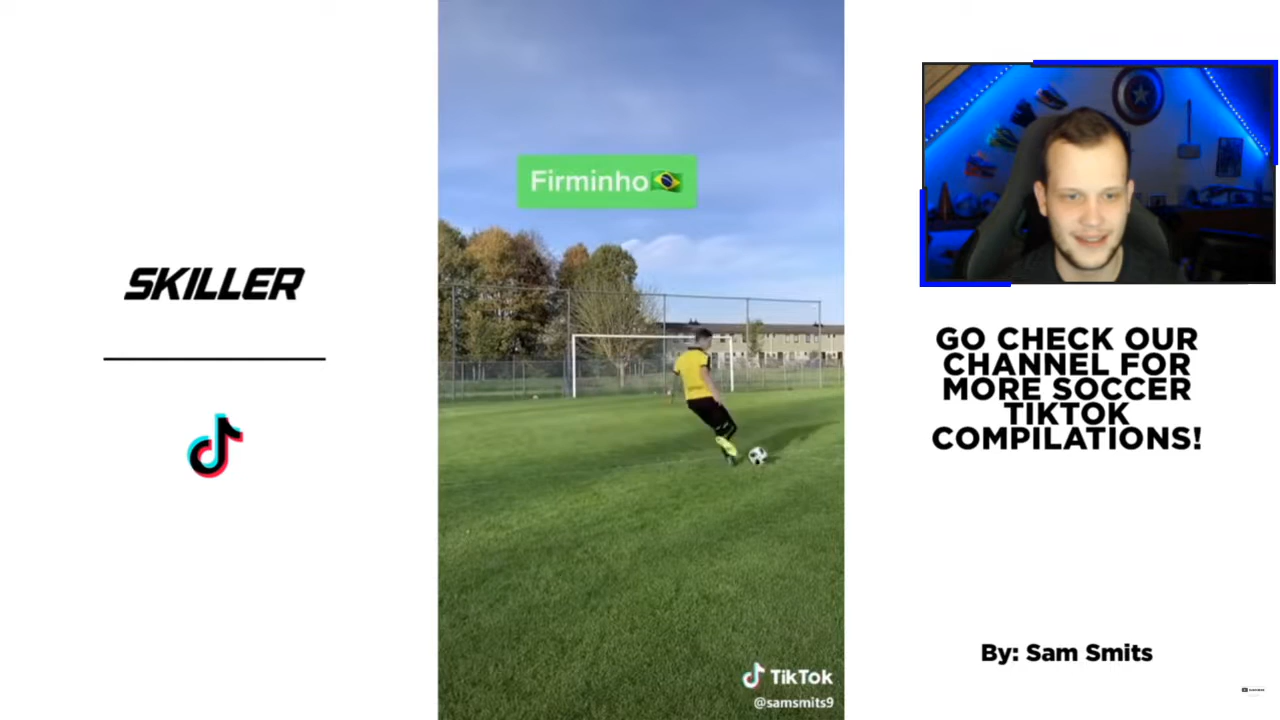 SKILLER
Firminho
GO CHECK OUR
CHANNEL FOR
MORE SOCCER
TIKTOK
COMPILATIONS!
By: Sam Smits
TikTok
@samsmits9